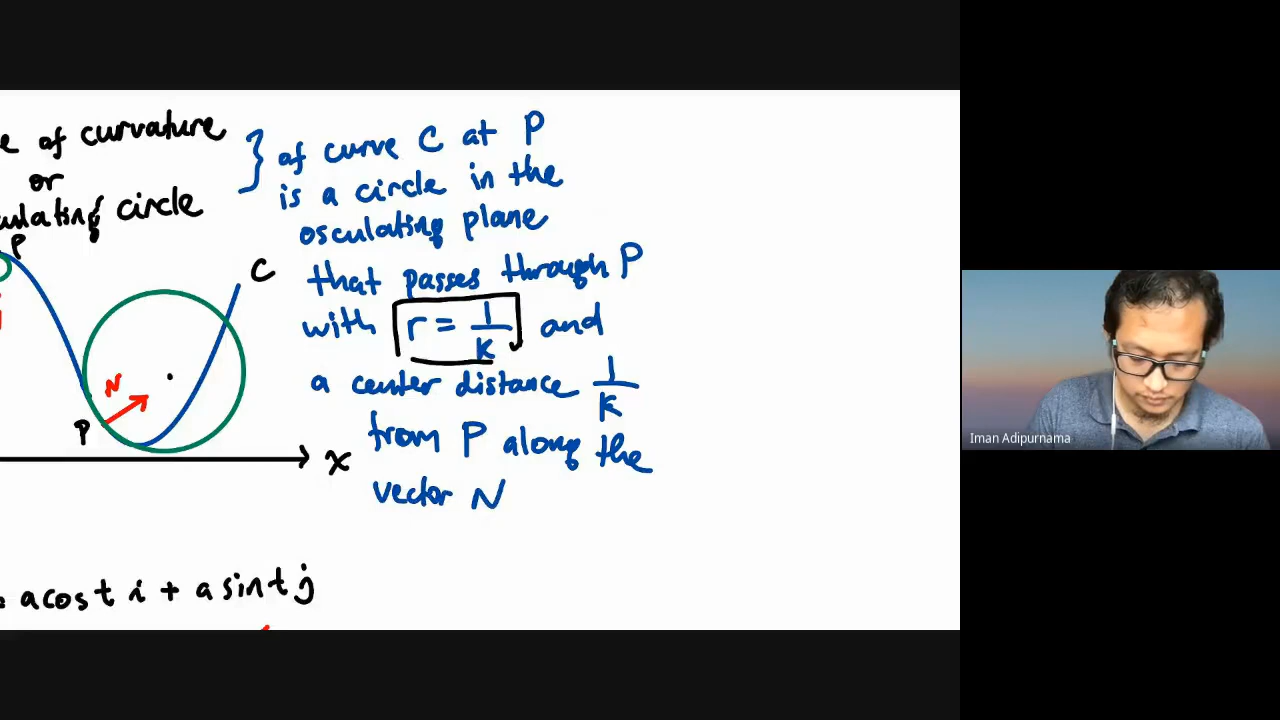 e of curvature
or
culating circle
} of curve C at P
is a circle in the
osculating plane
that passes through P
with r = 1/K and
a center distance 1/K
from P along the
vector N
P
C
N
P
x
= a cos t i + a sin t j
Iman Adipurnama